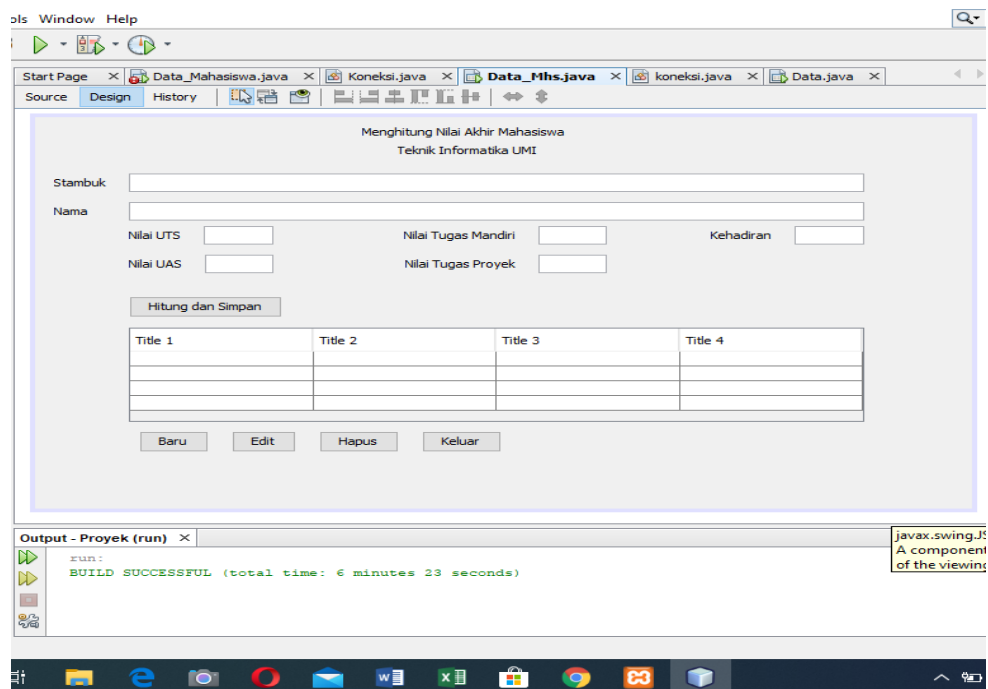 ols Window Help
Start Page Data_Mahasiswa.java Koneksi.java Data_Mhs.java koneksi.java Data.java
Source Design History
Menghitung Nilai Akhir Mahasiswa
Teknik Informatika UMI
Stambuk
Nama
Nilai UTS Nilai Tugas Mandiri Kehadiran
Nilai UAS Nilai Tugas Proyek
Hitung dan Simpan
Title 1 Title 2 Title 3 Title 4
Baru Edit Hapus Keluar
Output - Proyek (run)
run:
BUILD SUCCESSFUL (total time: 6 minutes 23 seconds)
javax.swing.JS
A component
of the viewing